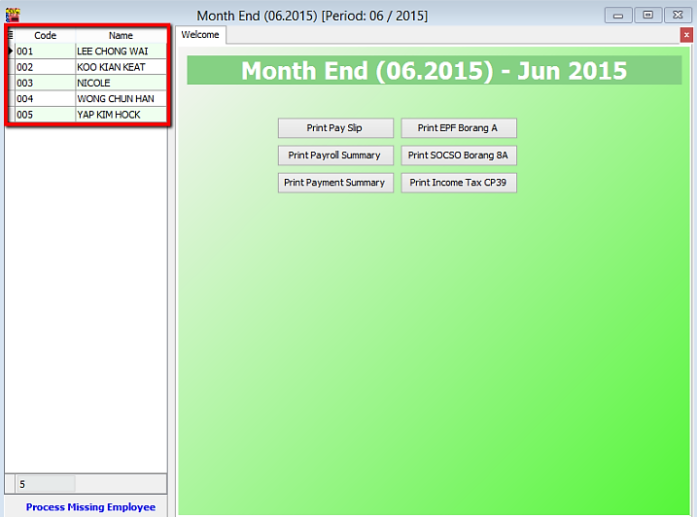 Month End (06.2015) [Period: 06 / 2015]
Code Name
001 LEE CHONG WAI
002 KOO KIAN KEAT
003 NICOLE
004 WONG CHUN HAN
005 YAP KIM HOCK
5
Process Missing Employee
Welcome
Month End (06.2015) - Jun 2015
Print Pay Slip Print EPF Borang A
Print Payroll Summary Print SOCSO Borang 8A
Print Payment Summary Print Income Tax CP39